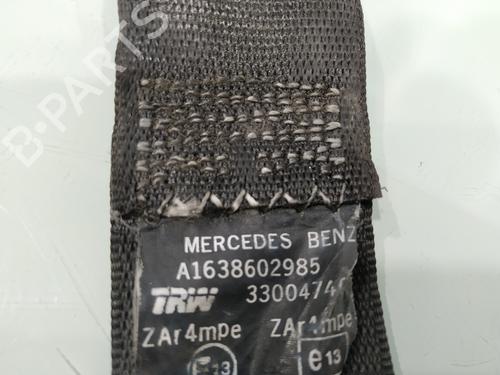 B-PARTS
MERCEDES BENZ
A1638602985
TRW
ZAr4mpe ZAr4mpe
E13 e13